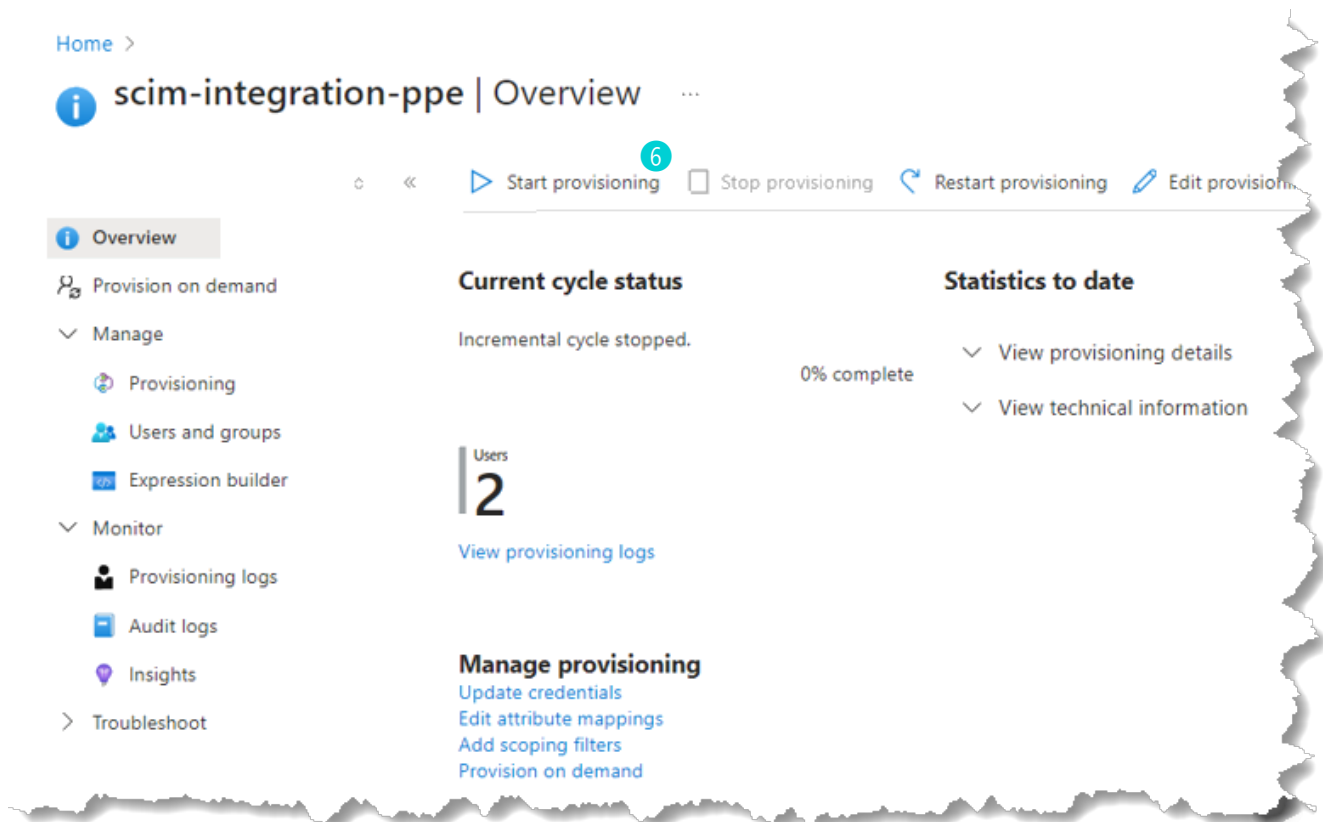 Home >
scim-integration-ppe | Overview ...
6
Start provisioning Stop provisioning Restart provisioning Edit
Overview
Provision on demand
Manage
Provisioning
Users and groups
Expression builder
Monitor
Provisioning logs
Audit logs
Insights
Troubleshoot
Current cycle status
Incremental cycle stopped.
0% complete
Users
2
View provisioning logs
Manage provisioning
Update credentials
Edit attribute mappings
Add scoping filters
Provision on demand
Statistics to date
View provisioning details
View technical information